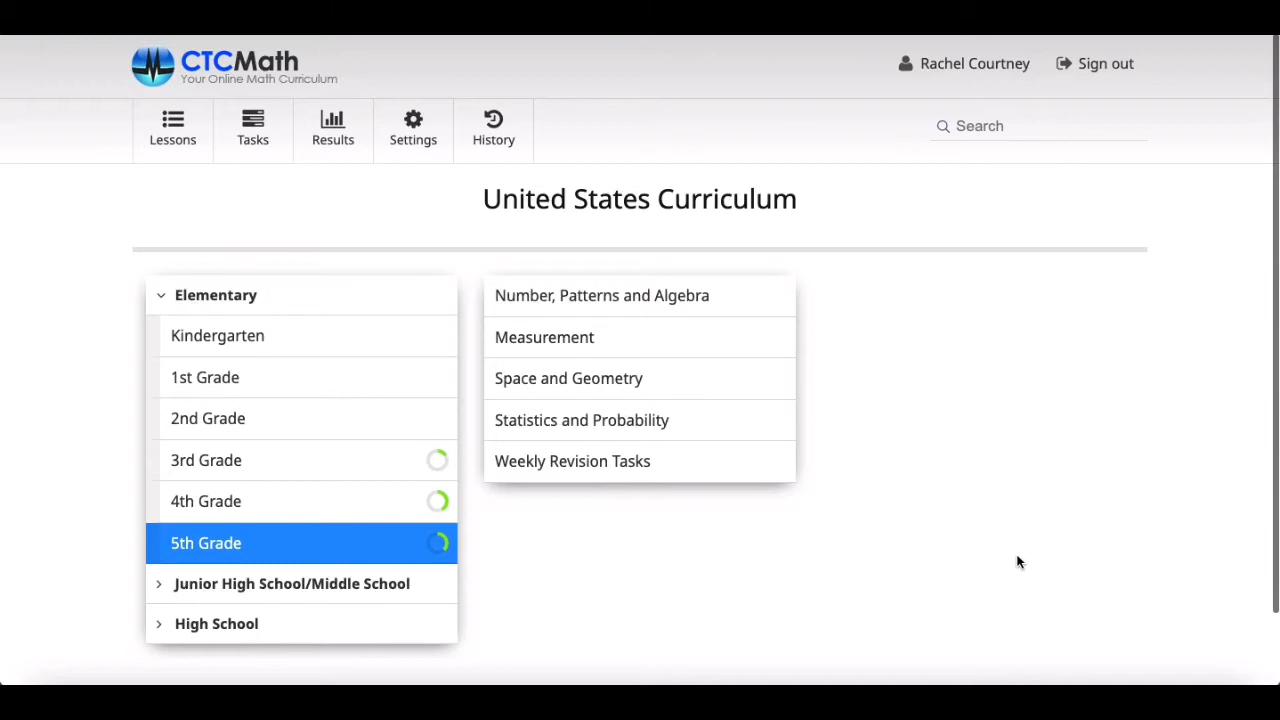 CTCMath
Your Online Math Curriculum
Rachel Courtney
Sign out
Lessons
Tasks
Results
Settings
History
Search
United States Curriculum
Elementary
Kindergarten
1st Grade
2nd Grade
3rd Grade
4th Grade
5th Grade
Junior High School/Middle School
High School
Number, Patterns and Algebra
Measurement
Space and Geometry
Statistics and Probability
Weekly Revision Tasks